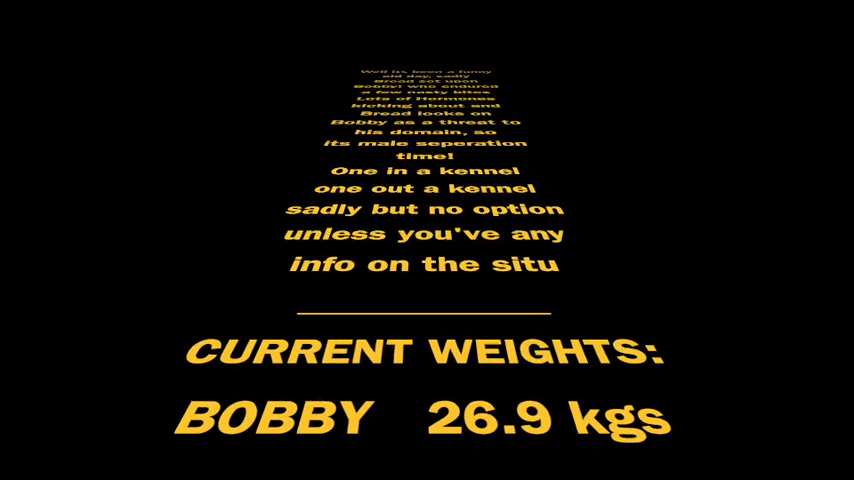 Well its been a funny
old day, sadly
Broad set upon
Bobby! who endured
a few nasty bites
Lots of Hormones
kicking about and
Broad looks on
Bobby as a threat to
his domain, so
its male seperation
time!
One in a kennel
one out a kennel
sadly but no option
unless you've any
info on the situ
CURRENT WEIGHTS:
BOBBY 26.9 kgs